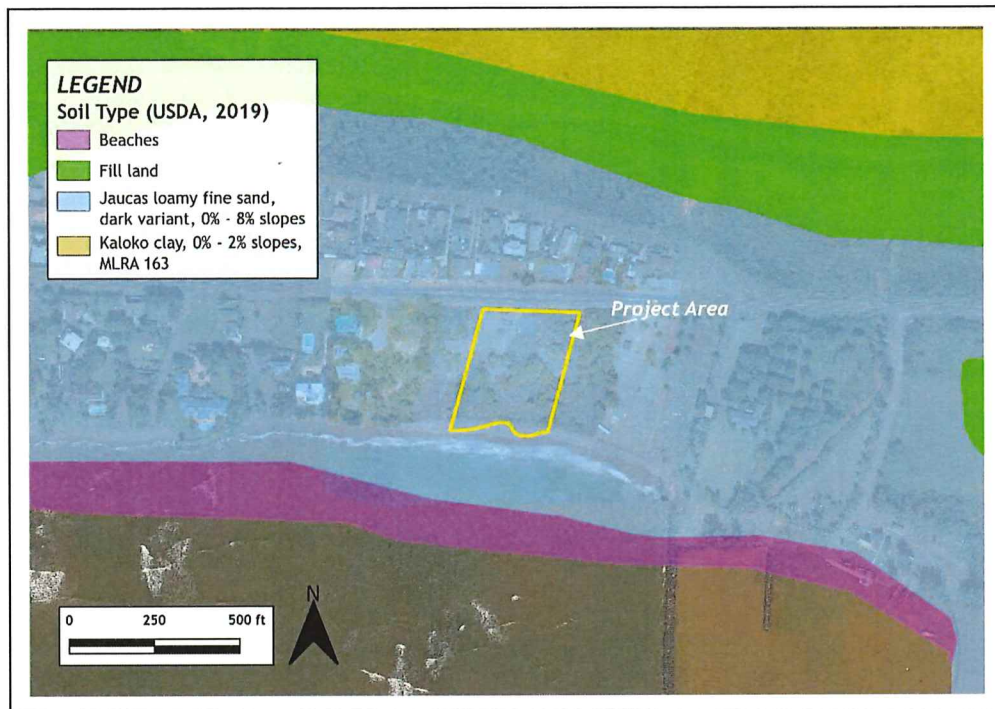 LEGEND
Soil Type (USDA, 2019)
Beaches
Fill land
Jaucas loamy fine sand,
dark variant, 0% - 8% slopes
Kaloko clay, 0% - 2% slopes,
MLRA 163
Project Area
N
0 250 500 ft